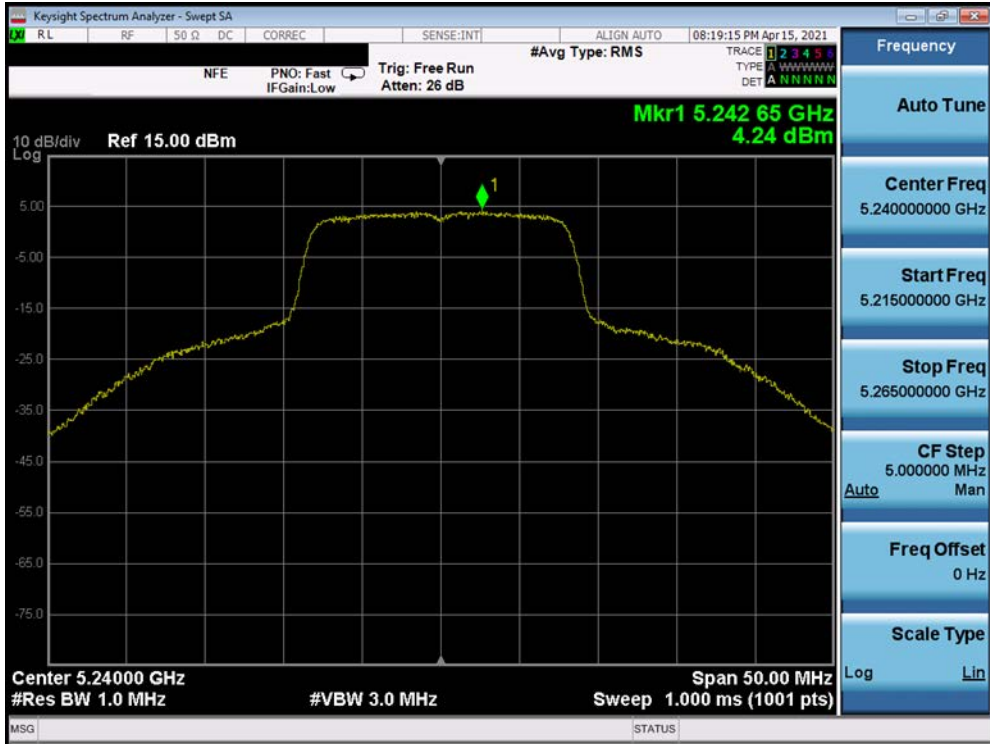 Keysight Spectrum Analyzer - Swept SA
LXI RL RF 50 Ω DC CORREC SENSE:INT ALIGN AUTO 08:19:15 PM Apr 15, 2021
NFE PNO: Fast Trig: Free Run #Avg Type: RMS TRACE 1 2 3 4 5 6
IFGain:Low Atten: 26 dB TYPE A WWWWW
DET A N N N N N
Mkr1 5.242 65 GHz
4.24 dBm
10 dB/div Ref 15.00 dBm
Log
1
5.00
-5.00
-15.0
-25.0
-35.0
-45.0
-55.0
-65.0
-75.0
Center 5.24000 GHz Span 50.00 MHz
#Res BW 1.0 MHz #VBW 3.0 MHz Sweep 1.000 ms (1001 pts)
MSG STATUS
Frequency
Auto Tune
Center Freq
5.240000000 GHz
Start Freq
5.215000000 GHz
Stop Freq
5.265000000 GHz
CF Step
5.000000 MHz
Auto Man
Freq Offset
0 Hz
Scale Type
Log Lin